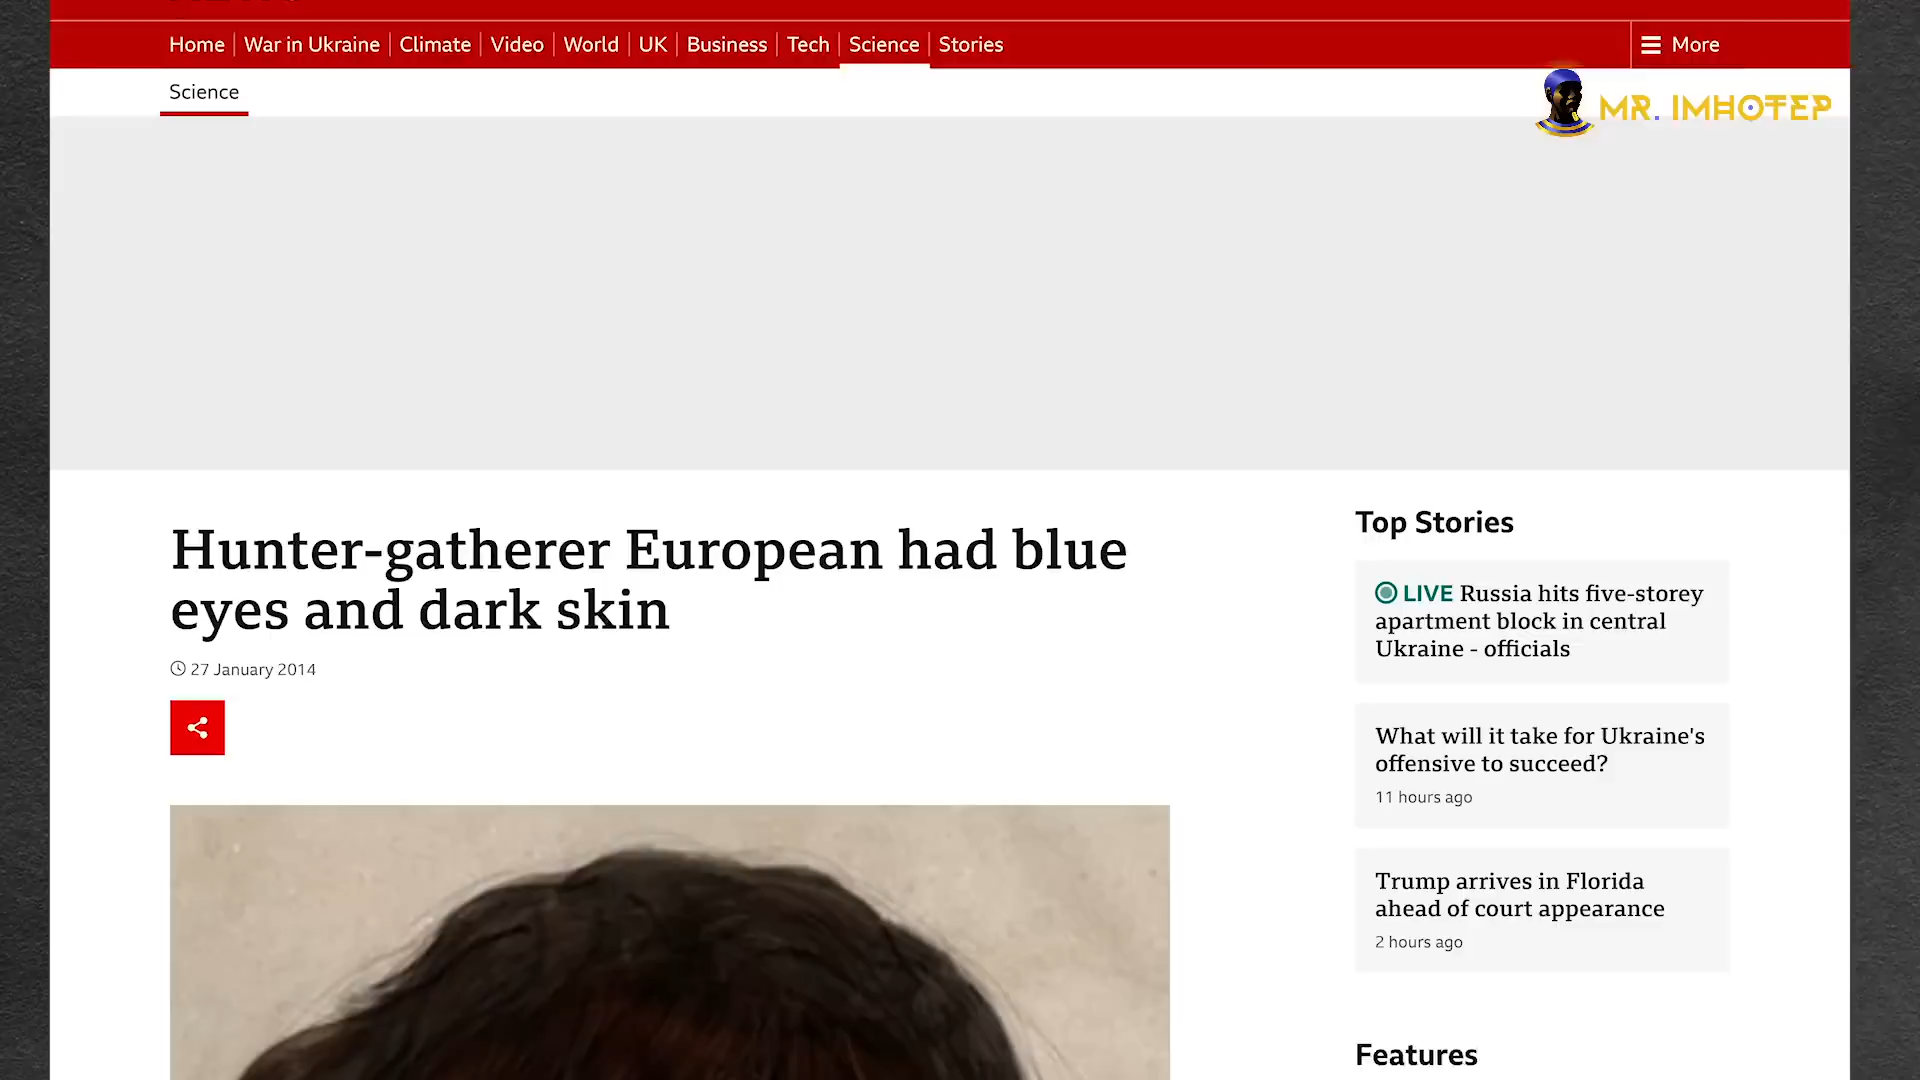 Home War in Ukraine Climate Video World UK Business Tech Science Stories
More
Science
MR. IMHOTEP
Hunter-gatherer European had blue
eyes and dark skin
27 January 2014
Top Stories
LIVE Russia hits five-storey
apartment block in central
Ukraine - officials
What will it take for Ukraine's
offensive to succeed?
11 hours ago
Trump arrives in Florida
ahead of court appearance
2 hours ago
Features